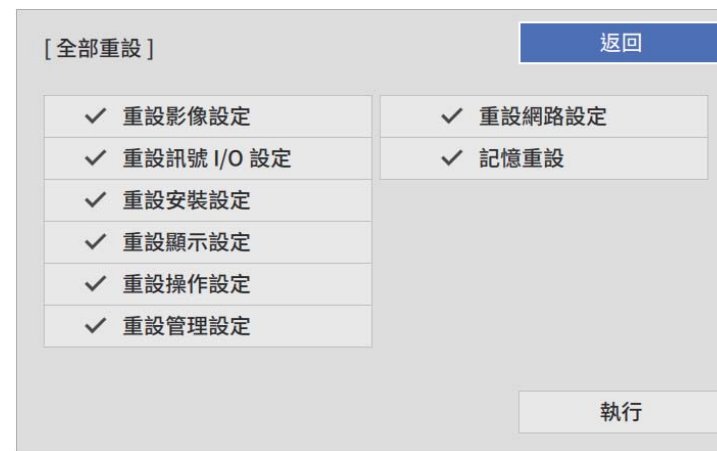 [ 全部重設 ]
返回
重設影像設定
重設訊號 I/O 設定
重設安裝設定
重設顯示設定
重設操作設定
重設管理設定
重設網路設定
記憶重設
執行